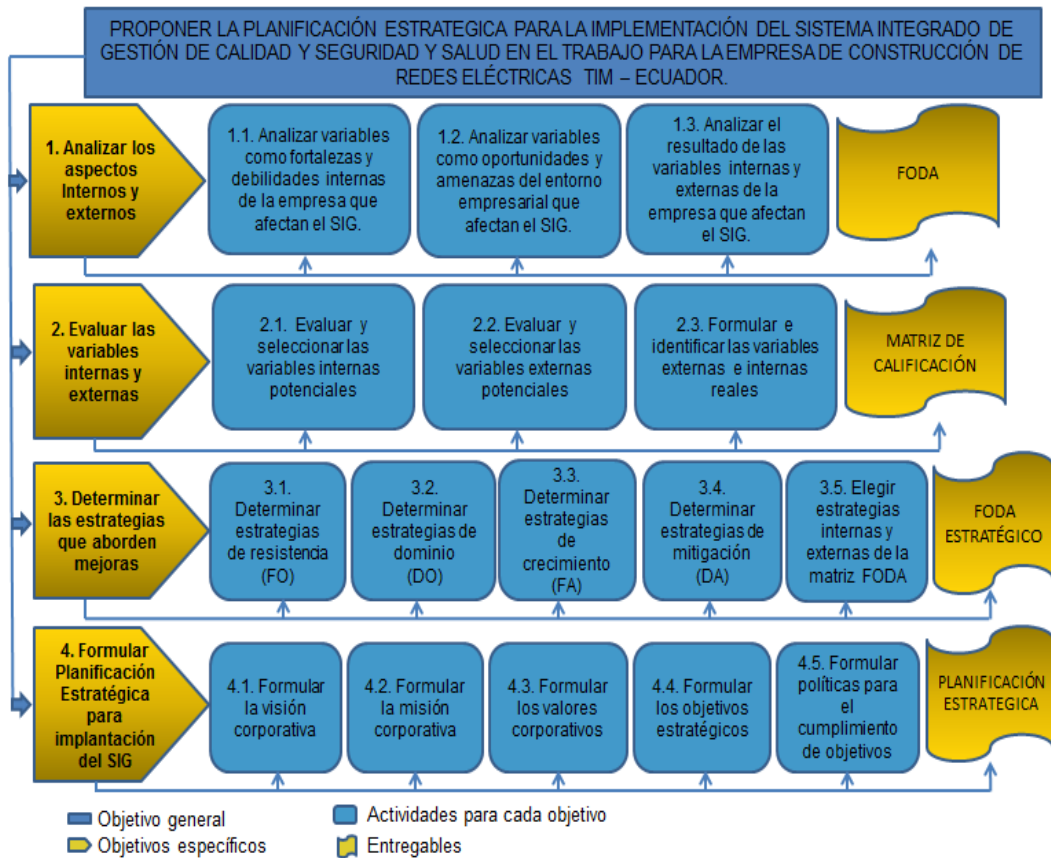 PROPONER LA PLANIFICACIÓN ESTRATEGICA PARA LA IMPLEMENTACIÓN DEL SISTEMA INTEGRADO DE
GESTIÓN DE CALIDAD Y SEGURIDAD Y SALUD EN EL TRABAJO PARA LA EMPRESA DE CONSTRUCCIÓN DE
REDES ELÉCTRICAS TIM – ECUADOR.
1. Analizar los
aspectos
Internos y
externos
1.1. Analizar variables
como fortalezas y
debilidades internas
de la empresa que
afectan el SIG.
1.2. Analizar variables
como oportunidades y
amenazas del entorno
empresarial que
afectan el SIG.
1.3. Analizar el
resultado de las
variables internas y
externas de la
empresa que afectan
el SIG.
FODA
2. Evaluar las
variables
internas y
externas
2.1. Evaluar y
seleccionar las
variables internas
potenciales
2.2. Evaluar y
seleccionar las
variables externas
potenciales
2.3. Formular e
identificar las variables
externas e internas
reales
MATRIZ DE
CALIFICACIÓN
3. Determinar
las estrategias
que aborden
mejoras
3.1.
Determinar
estrategias
de resistencia
(FO)
3.2.
Determinar
estrategias de
dominio
(DO)
3.3.
Determinar
estrategias
de
crecimiento
(FA)
3.4.
Determinar
estrategias de
mitigación
(DA)
3.5. Elegir
estrategias
internas y
externas de la
matriz FODA
FODA
ESTRATÉGICO
4. Formular
Planificación
Estratégica
para
implantación
del SIG
4.1. Formular
la visión
corporativa
4.2. Formular
la misión
corporativa
4.3. Formular
los valores
corporativos
4.4. Formular
los objetivos
estratégicos
4.5. Formular
políticas para
el
cumplimiento
de objetivos
PLANIFICACIÓN
ESTRATEGICA
Objetivo general
Actividades para cada objetivo
Objetivos específicos
Entregables